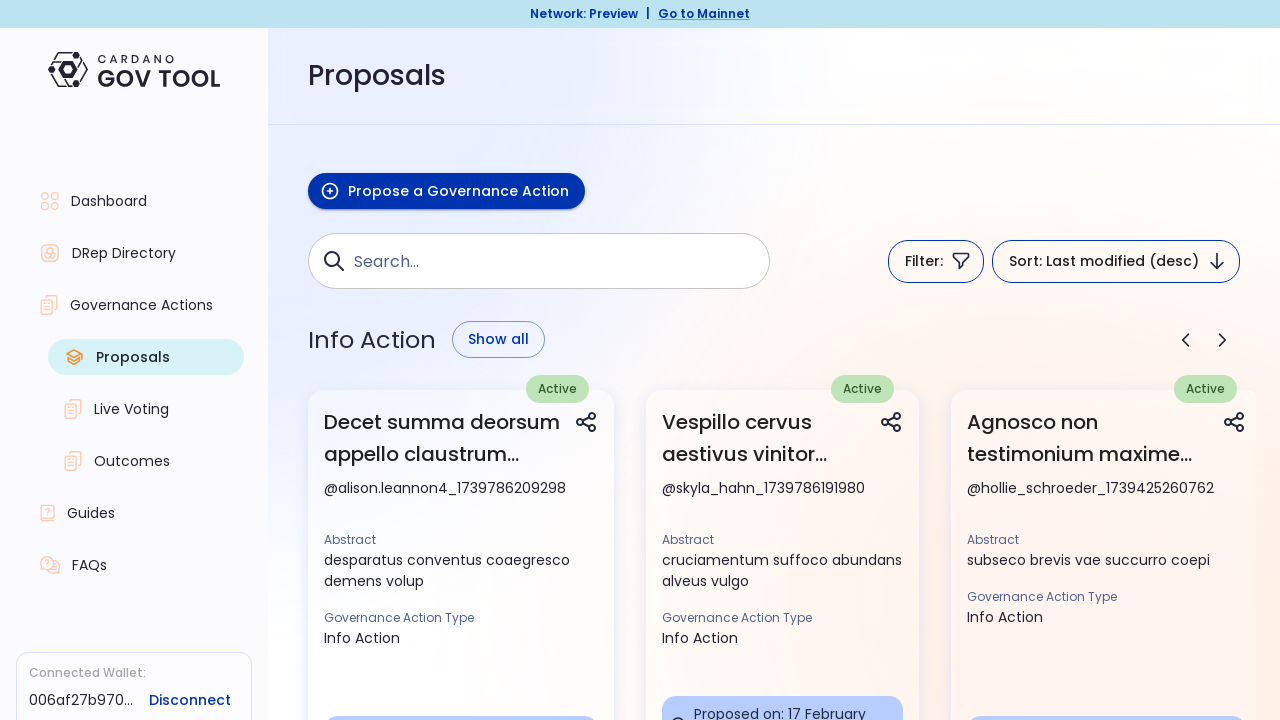 Network: Preview | Go to Mainnet
CARDANO
GOV TOOL
Proposals
Dashboard
DRep Directory
Governance Actions
Proposals
Live Voting
Outcomes
Guides
FAQs
Connected Wallet:
006af27b970... Disconnect
Propose a Governance Action
Search...
Filter:
Sort: Last modified (desc)
Info Action
Show all
Active
Decet summa deorsum
appello claustrum...
@alison.leannon4_1739786209298
Abstract
desparatus conventus coaegresco
demens volup
Governance Action Type
Info Action
Active
Vespillo cervus
aestivus vinitor...
@skyla_hahn_1739786191980
Abstract
cruciamentum suffoco abundans
alveus vulgo
Governance Action Type
Info Action
Proposed on: 17 February
Active
Agnosco non
testimonium maxime...
@hollie_schroeder_1739425260762
Abstract
subseco brevis vae succurro coepi
Governance Action Type
Info Action